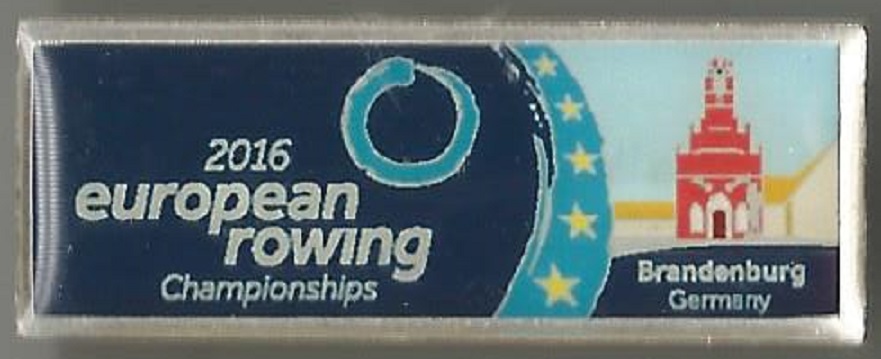 2016
european
rowing
Championships
Brandenburg
Germany